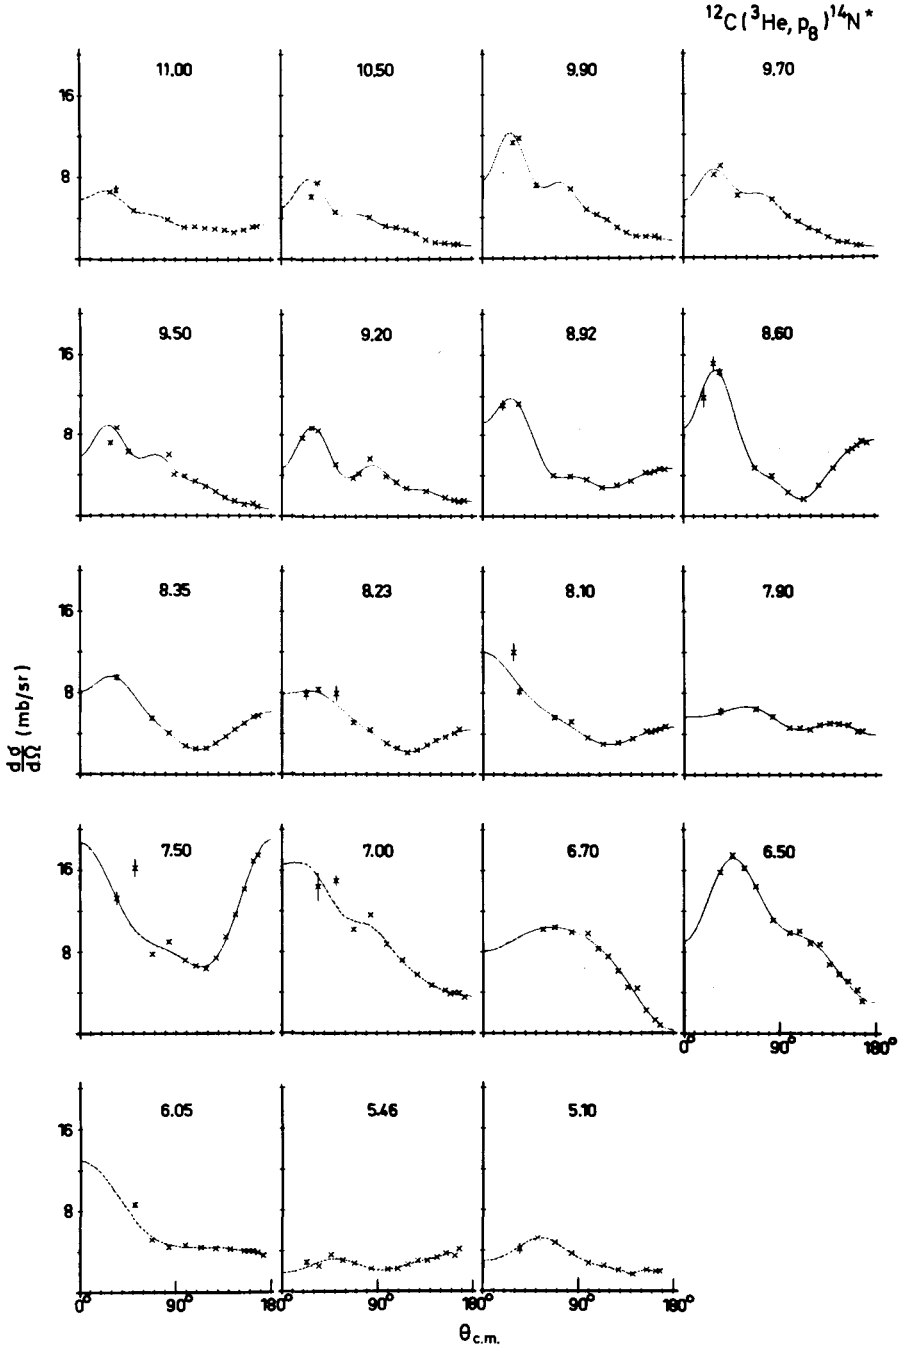 ¹²C(³He, p₈)¹⁴N*
11.00 10.50 9.90 9.70
16
8
9.50 9.20 8.92 8.60
16
8
8.35 8.23 8.10 7.90
16
8
dσ/dΩ (mb/sr)
7.50 7.00 6.70 6.50
16
8
0° 90° 180°
6.05 5.46 5.10
16
8
0° 90° 180° 90° 180° 90° 180°
θc.m.